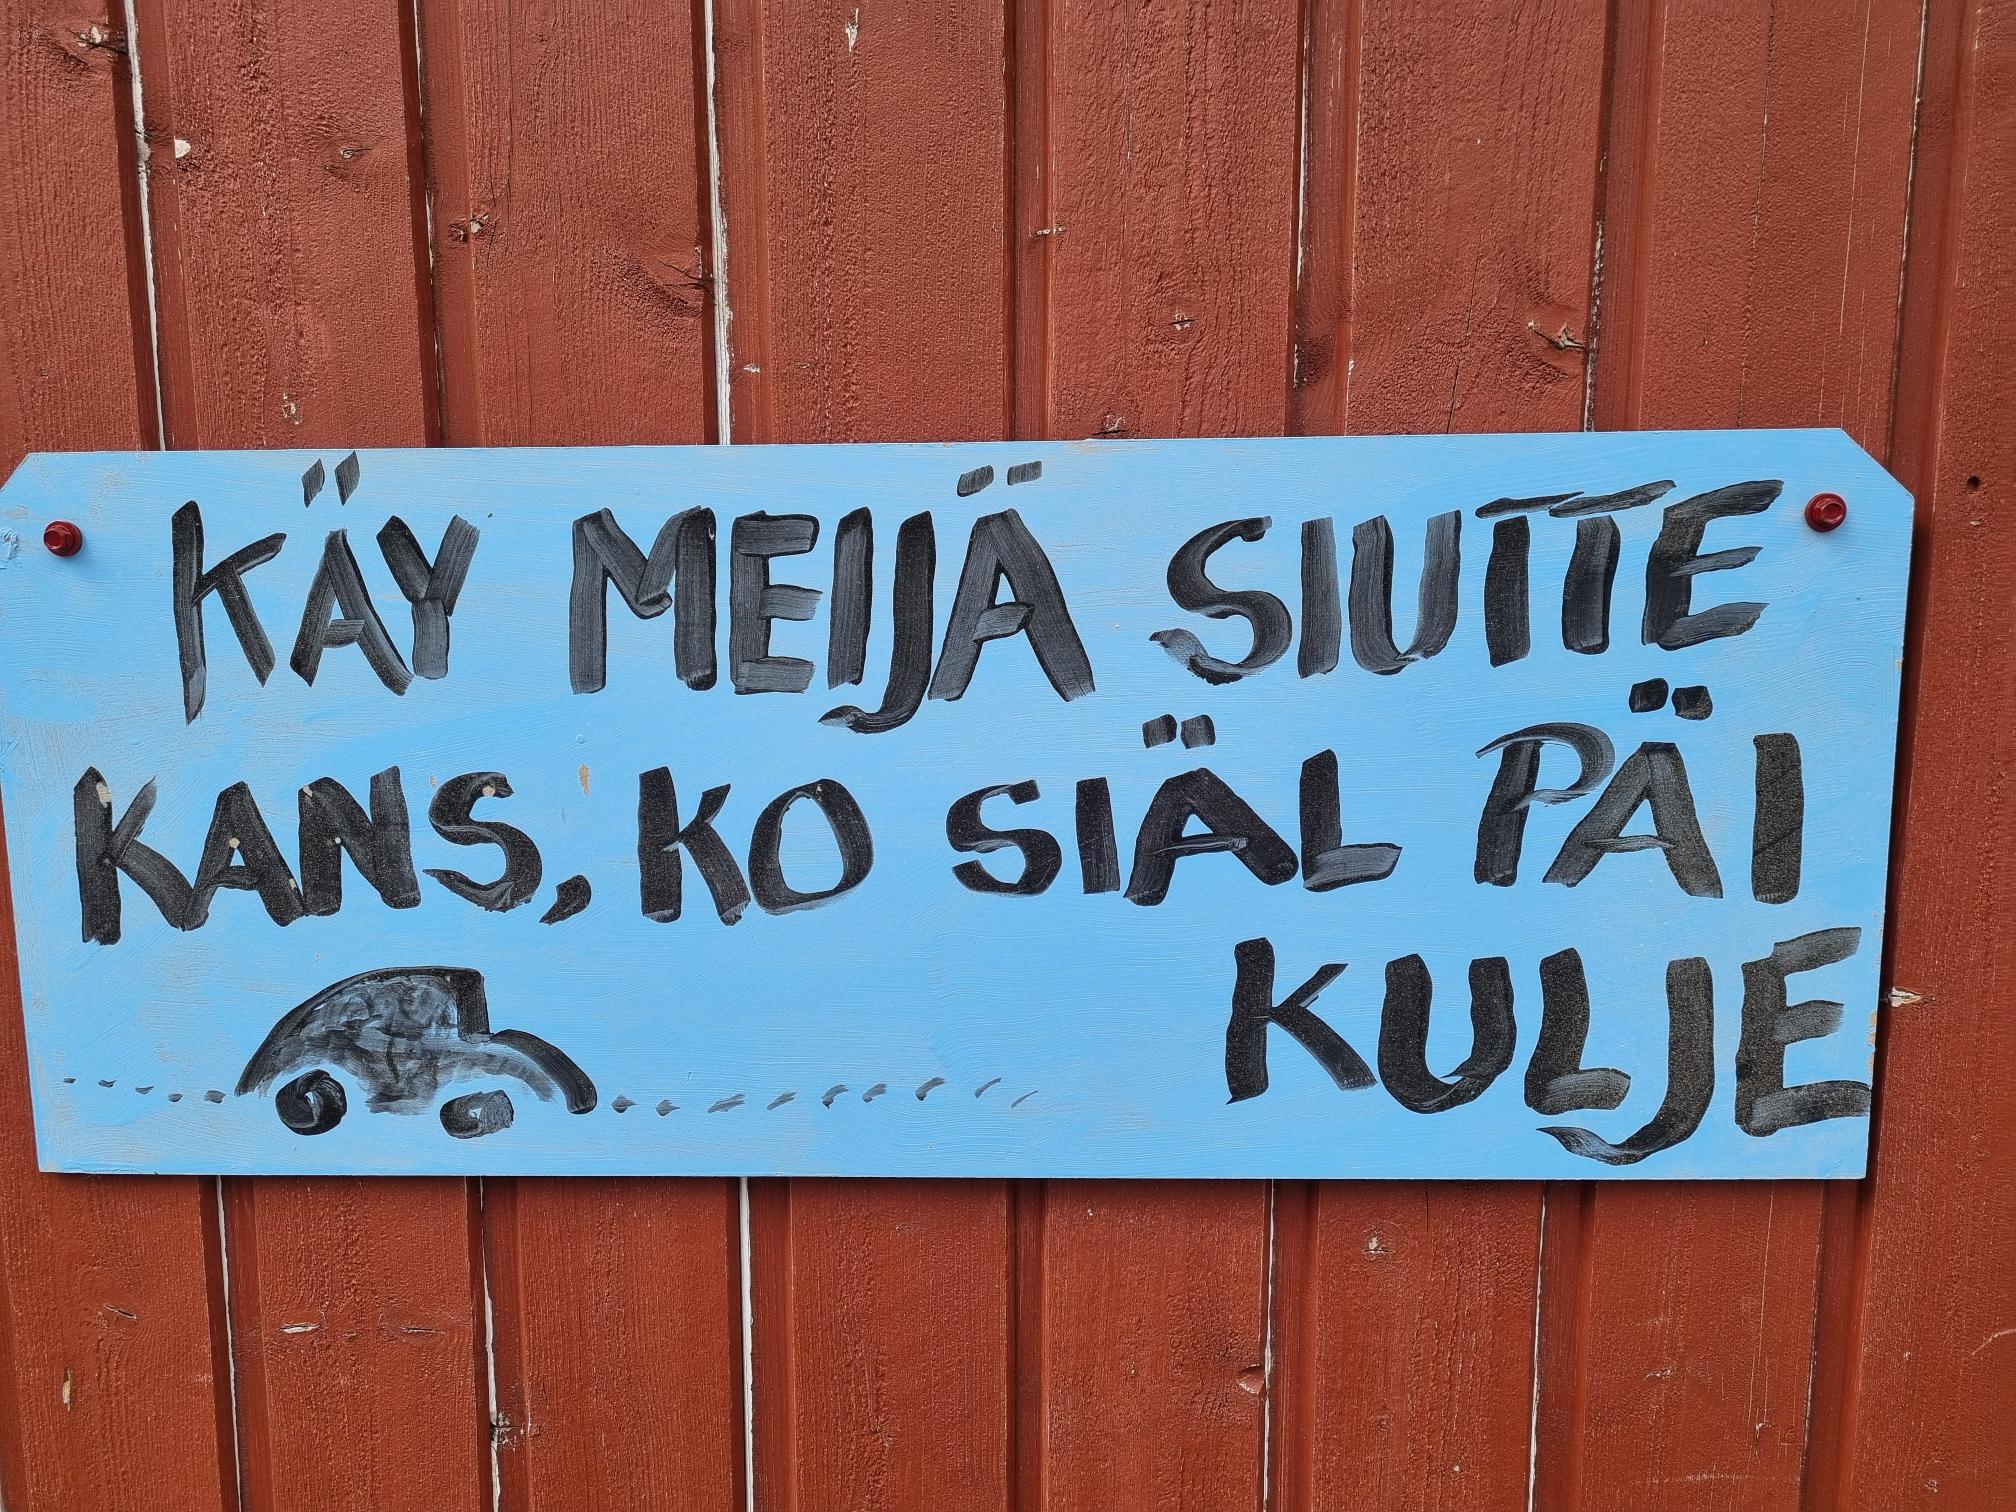 KÄY MEIJÄ SIUTTE
KANS, KO SIÄL PÄI
KULJE